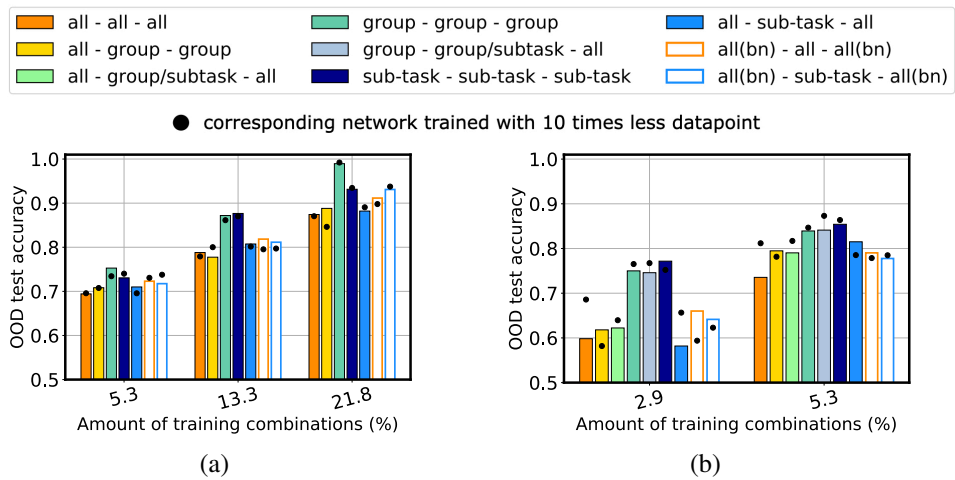 all - all - all
group - group - group
all - sub-task - all
all - group - group
group - group/subtask - all
all(bn) - all - all(bn)
all - group/subtask - all
sub-task - sub-task - sub-task
all(bn) - sub-task - all(bn)
corresponding network trained with 10 times less datapoint
OOD test accuracy
1.0
0.9
0.8
0.7
0.6
0.5
5.3
13.3
21.8
Amount of training combinations (%)
(a)
OOD test accuracy
1.0
0.9
0.8
0.7
0.6
0.5
2.9
5.3
Amount of training combinations (%)
(b)